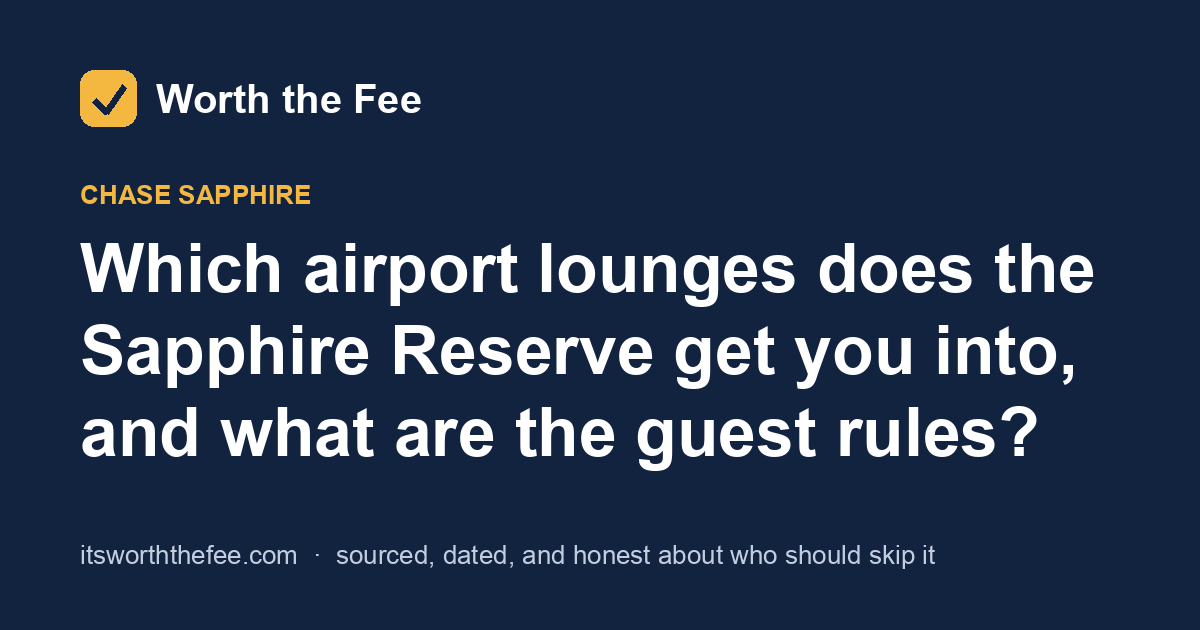 Worth the Fee
CHASE SAPPHIRE
Which airport lounges does the
Sapphire Reserve get you into,
and what are the guest rules?
itsworththefee.com · sourced, dated, and honest about who should skip it